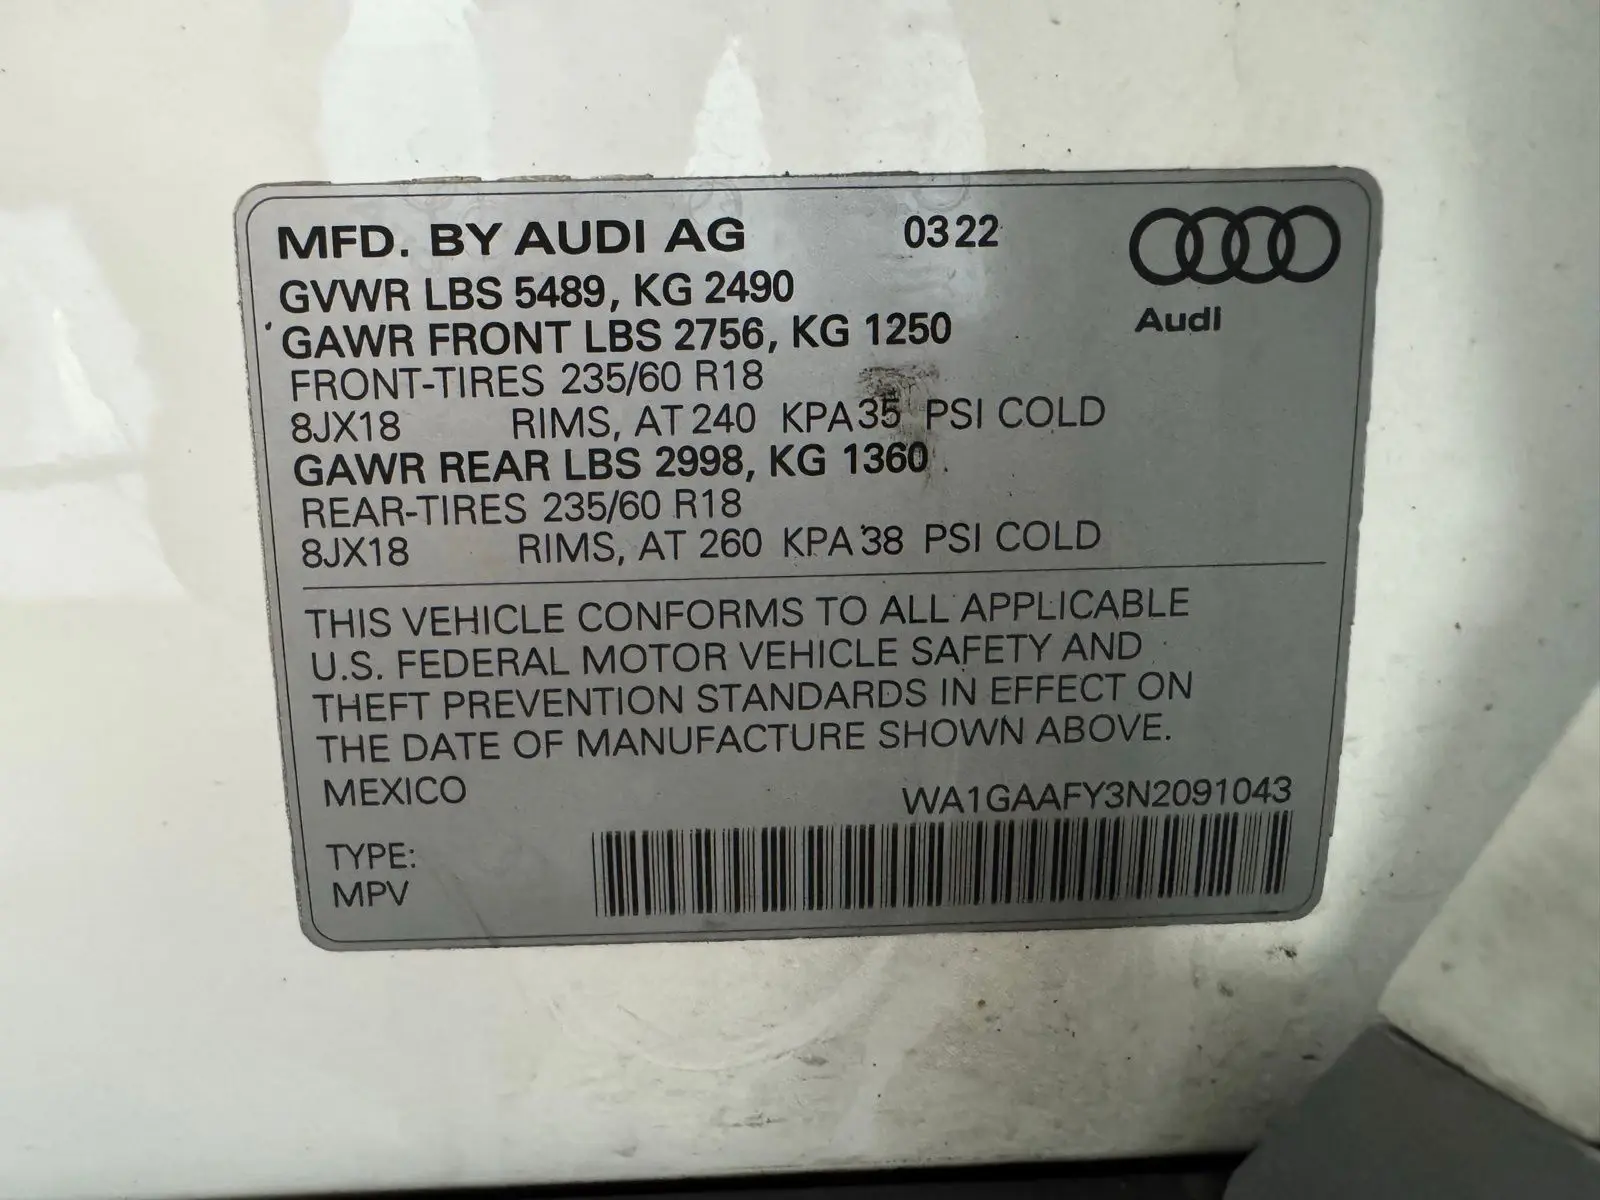 MFD. BY AUDI AG 0322
GVWR LBS 5489, KG 2490
Audi
GAWR FRONT LBS 2756, KG 1250
FRONT-TIRES 235/60 R18
8JX18 RIMS, AT 240 KPA 35 PSI COLD
GAWR REAR LBS 2998, KG 1360
REAR-TIRES 235/60 R18
8JX18 RIMS, AT 260 KPA 38 PSI COLD
THIS VEHICLE CONFORMS TO ALL APPLICABLE
U.S. FEDERAL MOTOR VEHICLE SAFETY AND
THEFT PREVENTION STANDARDS IN EFFECT ON
THE DATE OF MANUFACTURE SHOWN ABOVE.
MEXICO WA1GAAFY3N2091043
TYPE:
MPV